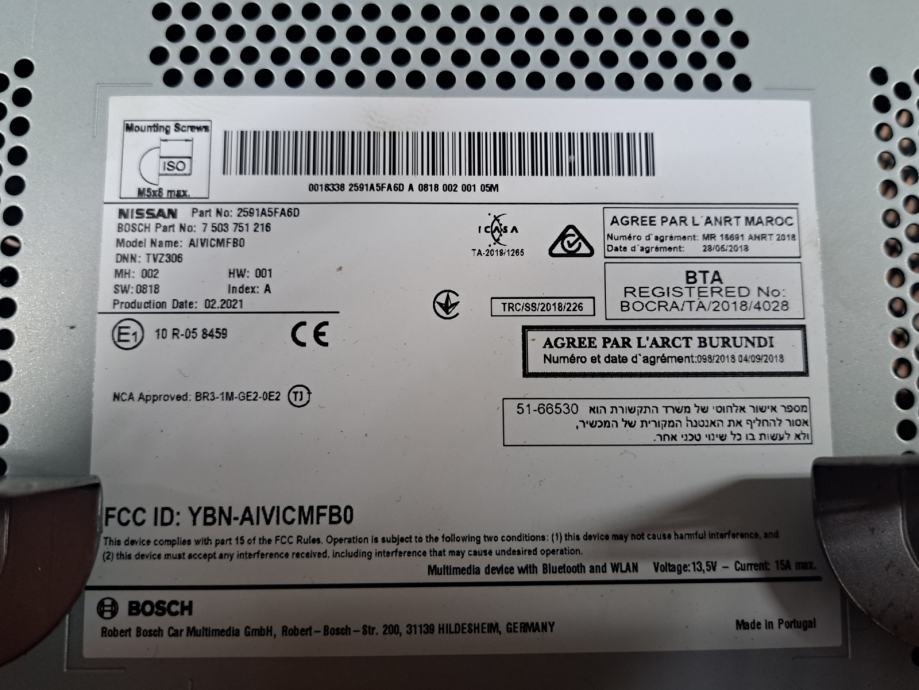 Mounting Screws
ISO
M5x8 max.
0018338 2591A5FA6D A 0818 002 001 05M
NISSAN Part No: 2591A5FA6D
BOSCH Part No: 7 503 751 216
Model Name: AIVICMFB0
DNN: TVZ306
MH: 002 HW: 001
SW: 0818 Index: A
Production Date: 02.2021
E1 10 R-05 8459 CE
NCA Approved: BR3-1M-GE2-0E2 TJ
ICASA
TA-2018/1265
AGREE PAR L'ANRT MAROC
Numéro d'agrément: MR 16691 ANRT 2018
Date d'agrément: 28/05/2018
TRC/SS/2018/226
BTA
REGISTERED No:
BOCRA/TA/2018/4028
AGREE PAR L'ARCT BURUNDI
Numéro et date d'agrément:098/2018 04/09/2018
מספר אישור אלחוטי של משרד התקשורת הוא 51-66530
אסור להחליף את האנטנה המקורית של המכשיר,
ולא לעשות בו כל שינוי טכני אחר.
FCC ID: YBN-AIVICMFB0
This device complies with part 15 of the FCC Rules. Operation is subject to the following two conditions: (1) this device may not cause harmful interference, and
(2) this device must accept any interference received, including interference that may cause undesired operation.
Multimedia device with Bluetooth and WLAN Voltage:13,5V – Current: 15A max.
BOSCH
Robert Bosch Car Multimedia GmbH, Robert-Bosch-Str. 200, 31139 HILDESHEIM, GERMANY
Made in Portugal